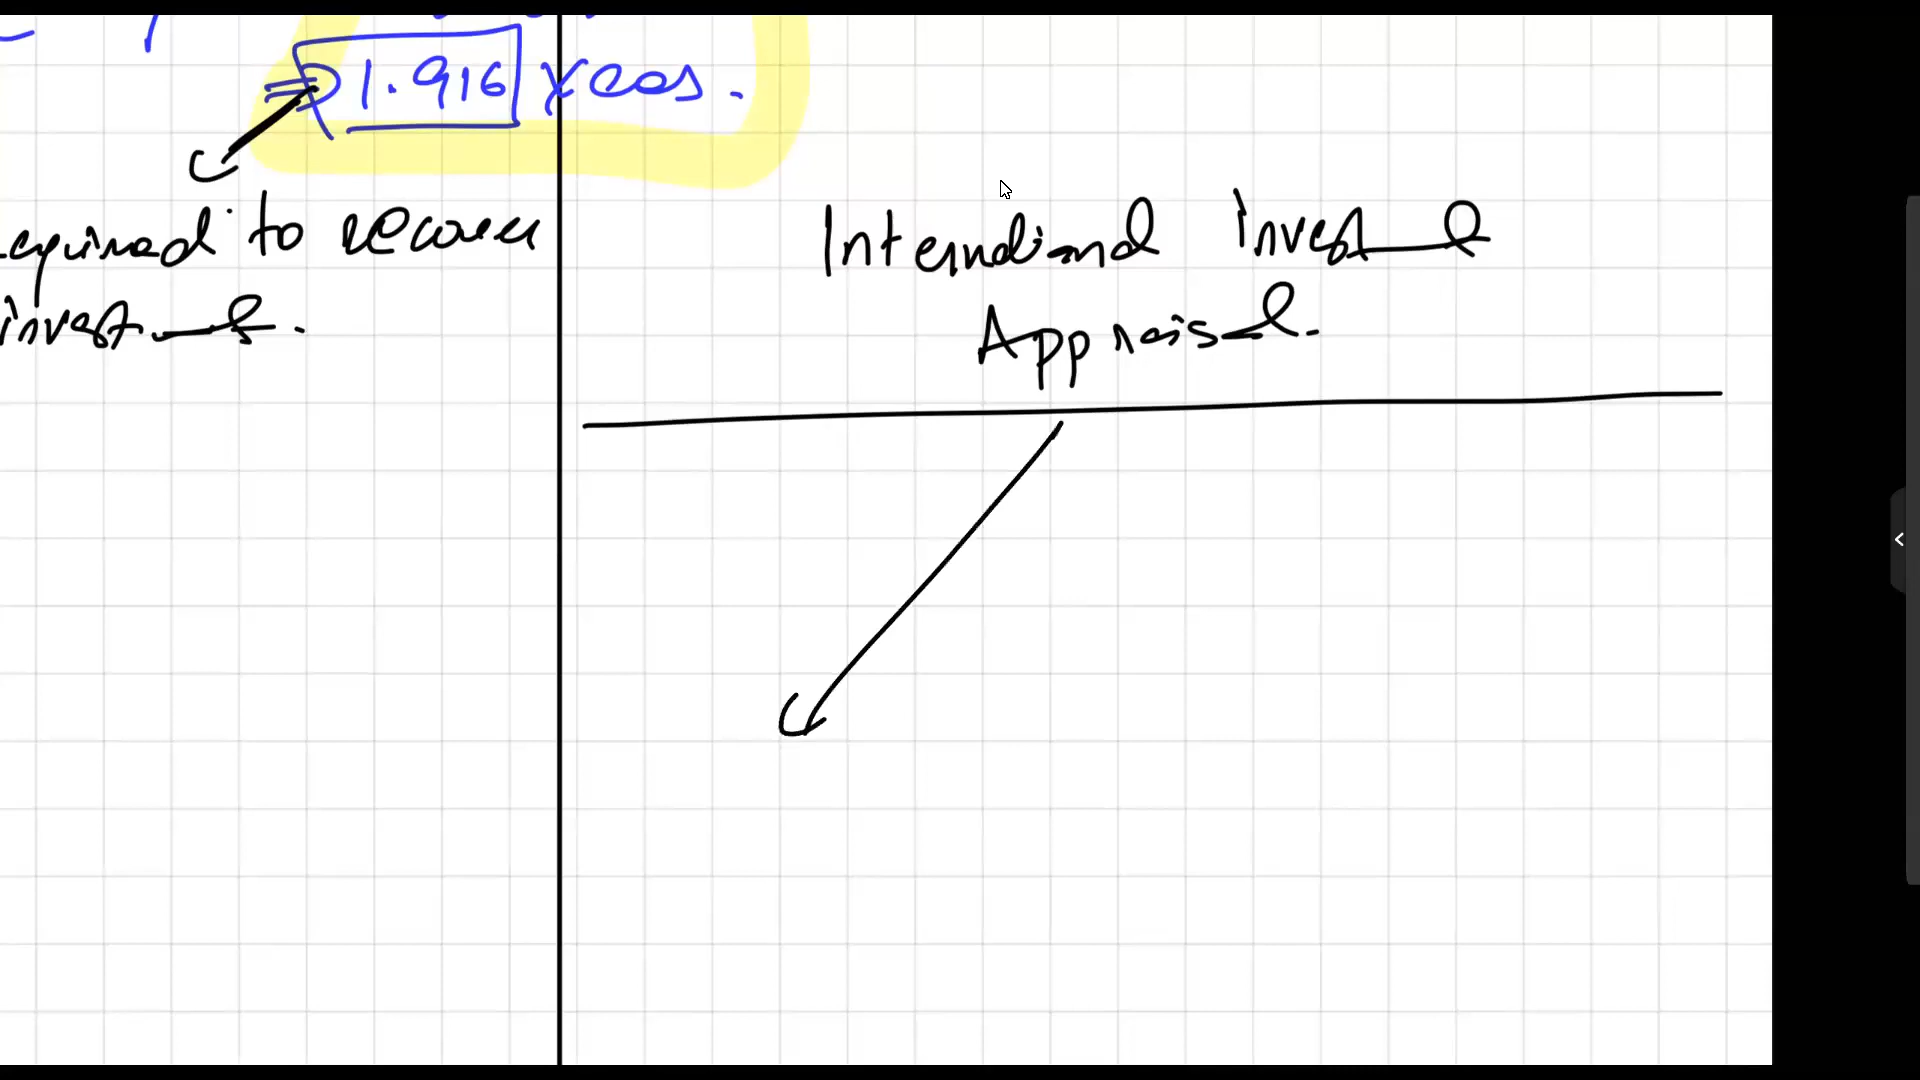 ⇒ 1.916 years.
required to recover
investment.
International Investment
Appraisal.